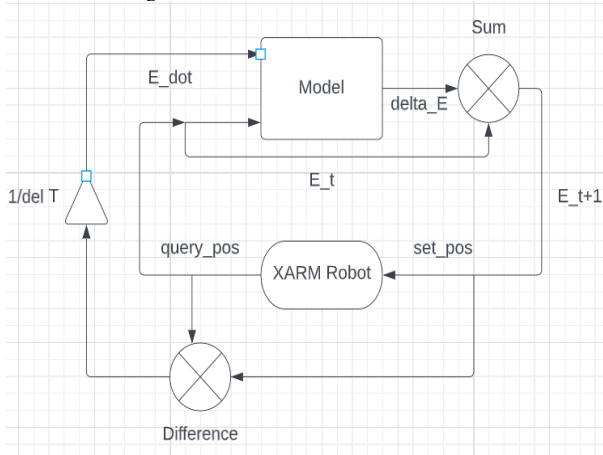 Sum
E_dot
Model
delta_E
E_t
1/del T
E_t+1
query_pos
XARM Robot
set_pos
Difference